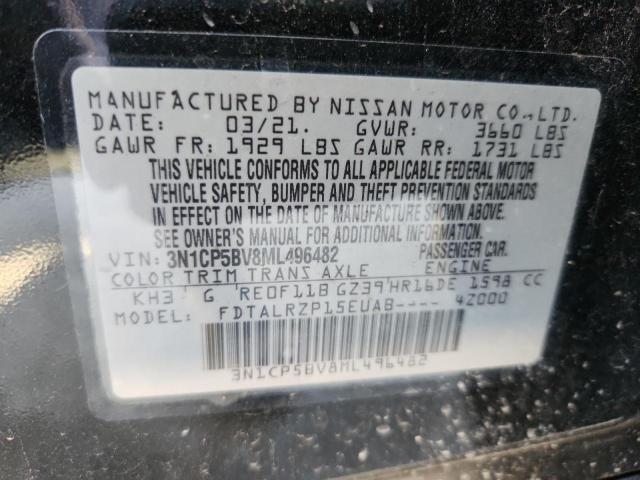 MANUFACTURED BY NISSAN MOTOR CO., LTD.
DATE: 03/21. GVWR: 3660 LBS
GAWR FR: 1929 LBS GAWR RR: 1731 LBS
THIS VEHICLE CONFORMS TO ALL APPLICABLE FEDERAL MOTOR
VEHICLE SAFETY, BUMPER AND THEFT PREVENTION STANDARDS
IN EFFECT ON THE DATE OF MANUFACTURE SHOWN ABOVE.
SEE OWNER'S MANUAL FOR ADDITIONAL INFORMATION.
VIN: 3N1CP5BV8ML496482 PASSENGER CAR.
COLOR TRIM TRANS AXLE ENGINE
KH3 G RE0F11B GZ39 HR16DE 1598 CC
FDTALRZP15EUAB---- 4Z000
3N1CP5BV8ML496482